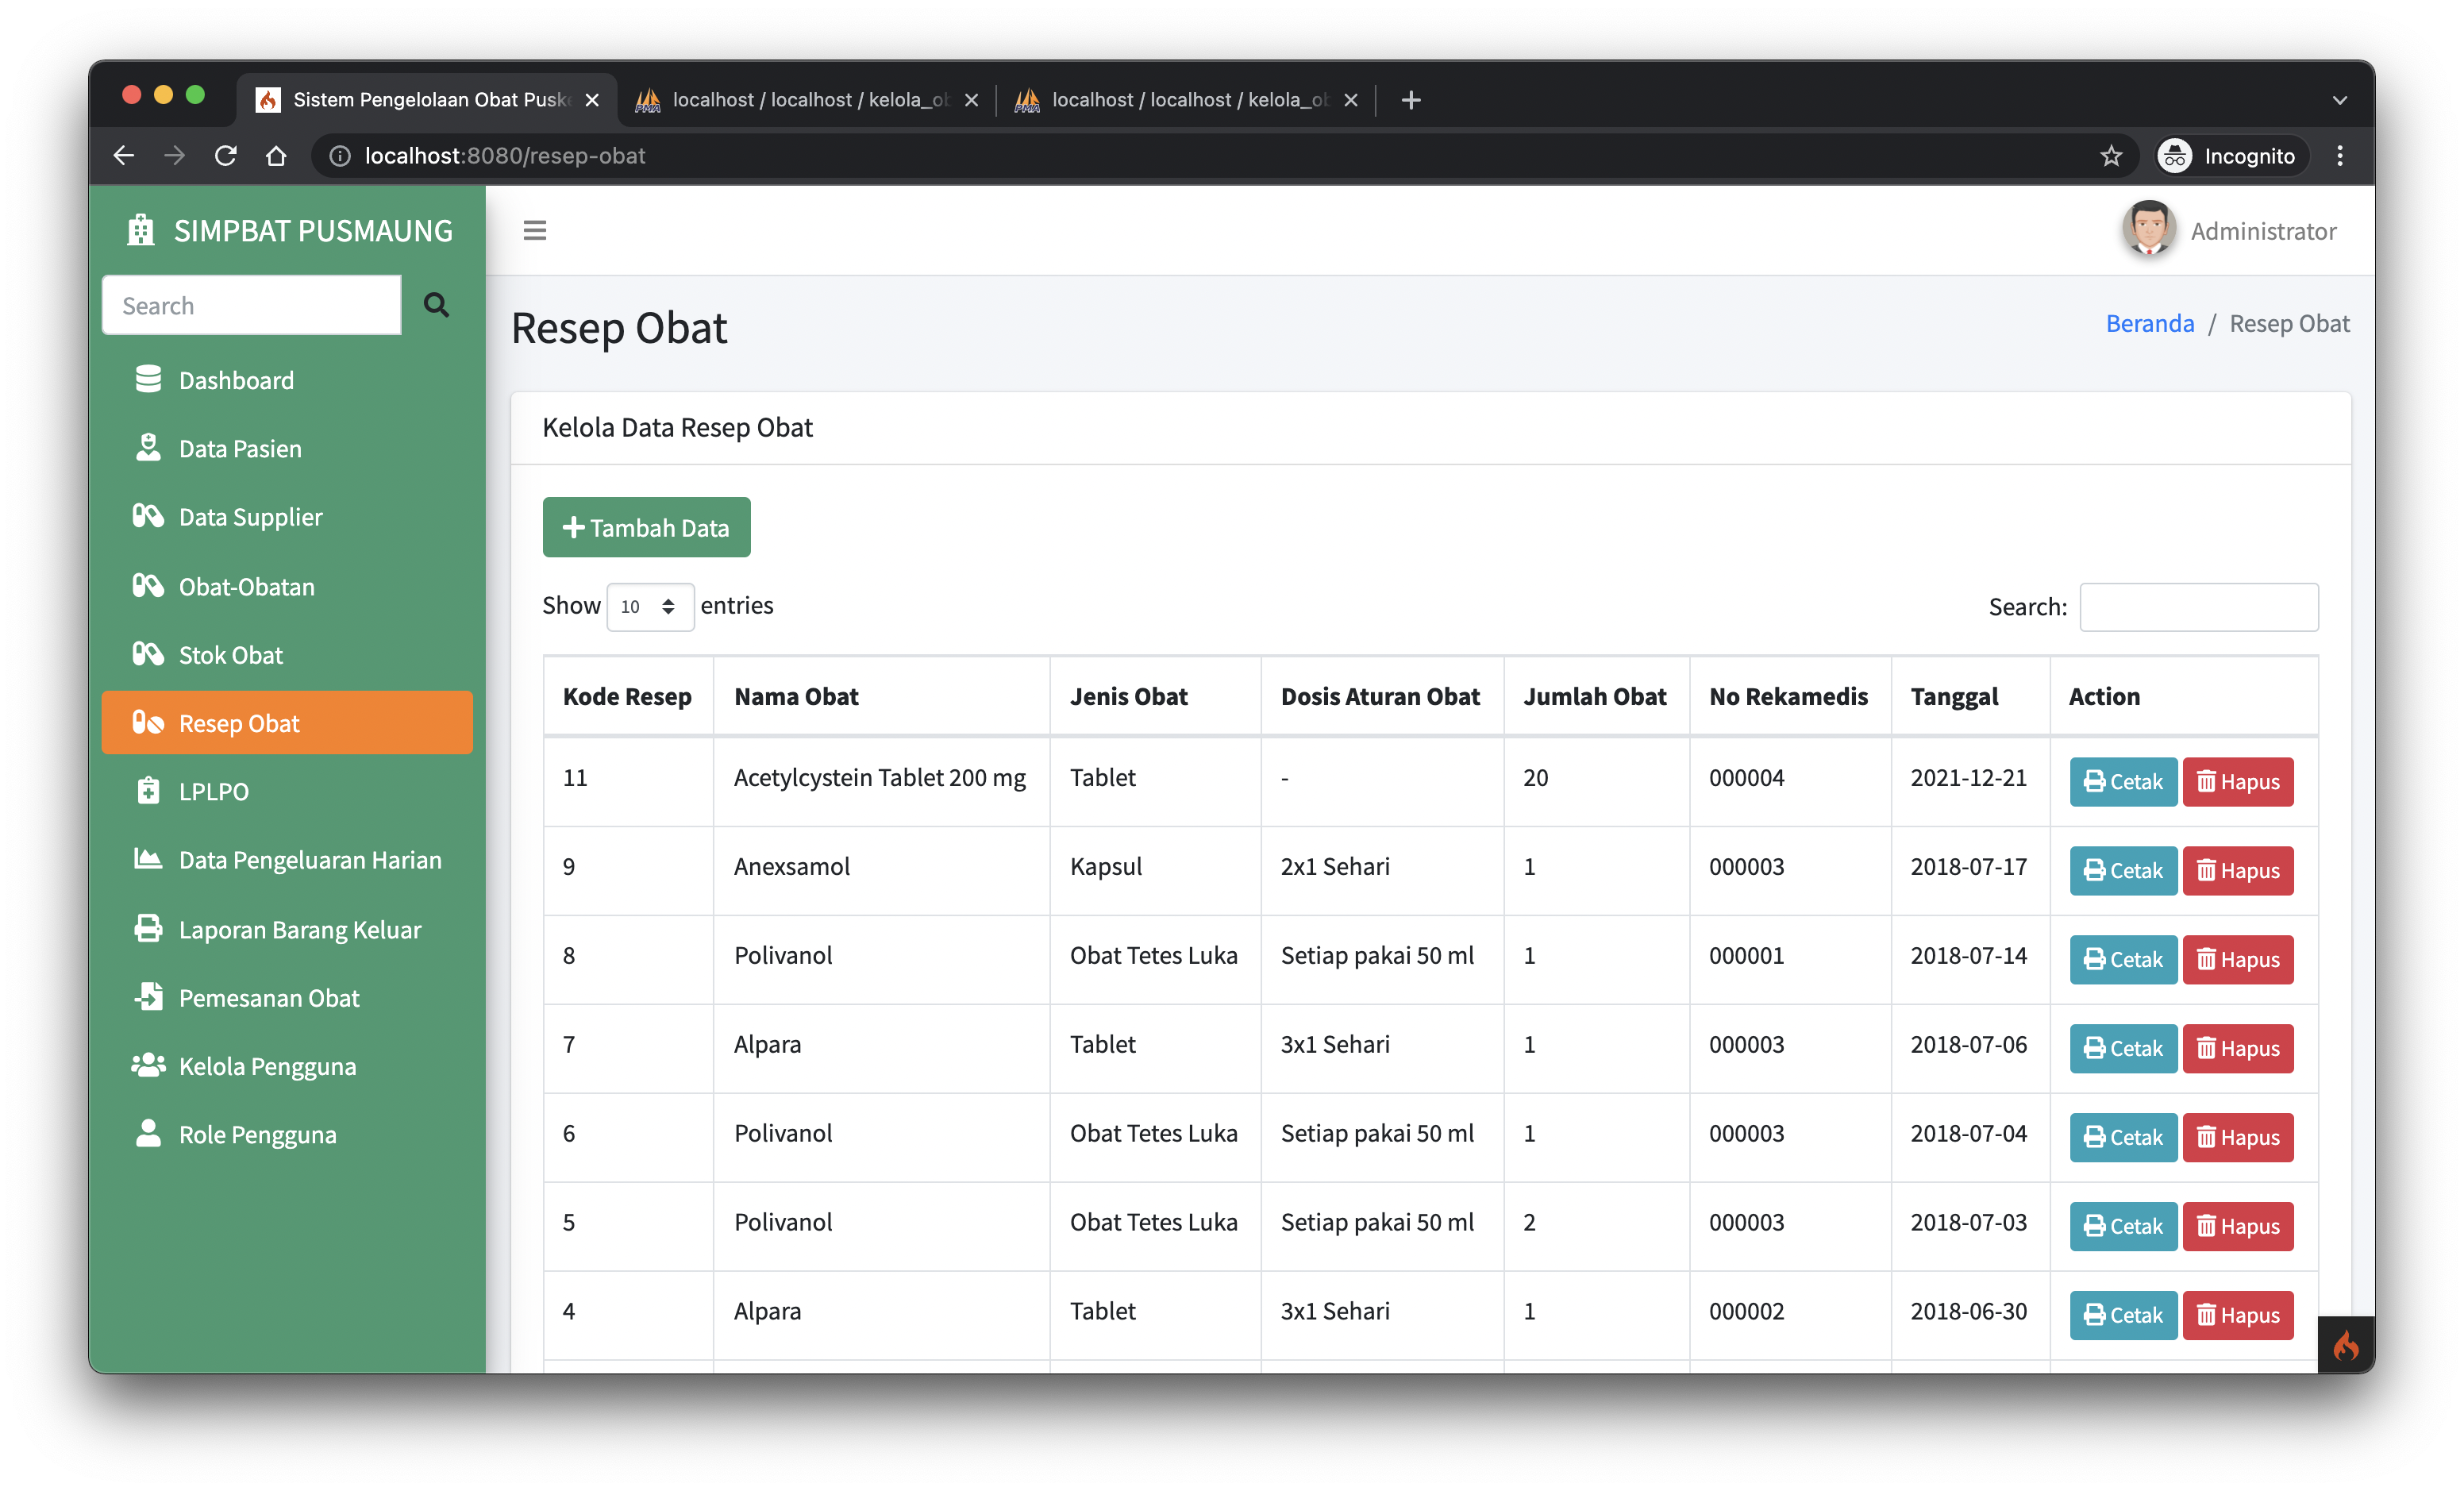 Sistem Pengelolaan Obat Puske
localhost / localhost / kelola_ob
localhost / localhost / kelola_ob
localhost:8080/resep-obat
Incognito
SIMPBAT PUSMAUNG
Administrator
Search
Dashboard
Data Pasien
Data Supplier
Obat-Obatan
Stok Obat
Resep Obat
LPLPO
Data Pengeluaran Harian
Laporan Barang Keluar
Pemesanan Obat
Kelola Pengguna
Role Pengguna
Resep Obat
Beranda / Resep Obat
Kelola Data Resep Obat
Tambah Data
Show 10 entries
Search:
Kode Resep Nama Obat Jenis Obat Dosis Aturan Obat Jumlah Obat No Rekamedis Tanggal Action
11 Acetylcystein Tablet 200 mg Tablet - 20 000004 2021-12-21 Cetak Hapus
9 Anexsamol Kapsul 2x1 Sehari 1 000003 2018-07-17 Cetak Hapus
8 Polivanol Obat Tetes Luka Setiap pakai 50 ml 1 000001 2018-07-14 Cetak Hapus
7 Alpara Tablet 3x1 Sehari 1 000003 2018-07-06 Cetak Hapus
6 Polivanol Obat Tetes Luka Setiap pakai 50 ml 1 000003 2018-07-04 Cetak Hapus
5 Polivanol Obat Tetes Luka Setiap pakai 50 ml 2 000003 2018-07-03 Cetak Hapus
4 Alpara Tablet 3x1 Sehari 1 000002 2018-06-30 Cetak Hapus